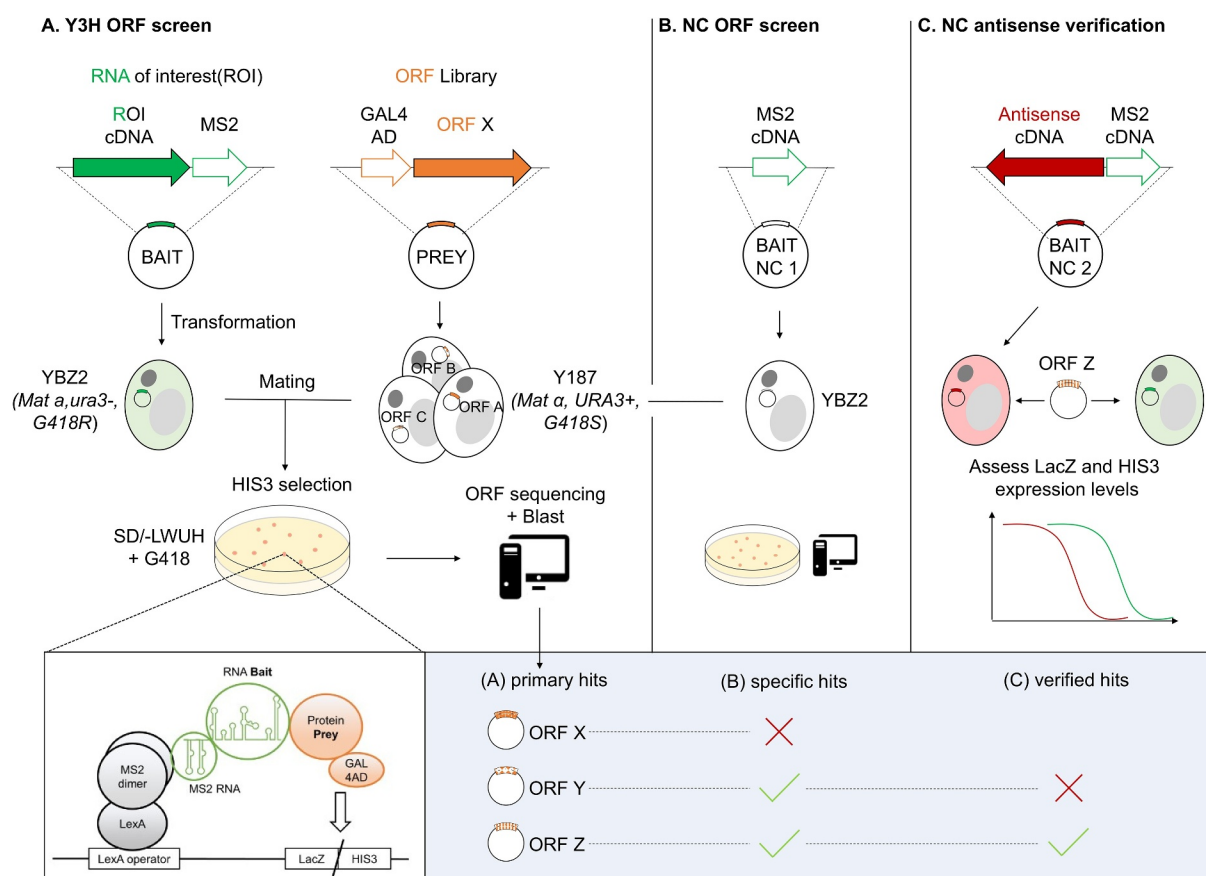 A. Y3H ORF screen
RNA of interest(ROI)
ORF Library
ROI
cDNA
MS2
GAL4
AD
ORF X
BAIT
PREY
Transformation
YBZ2
(Mat a,ura3-,
G418R)
Mating
ORF B
ORF C
ORF A
Y187
(Mat α, URA3+,
G418S)
HIS3 selection
SD/-LWUH
+ G418
ORF sequencing
+ Blast
B. NC ORF screen
MS2
cDNA
BAIT
NC 1
YBZ2
C. NC antisense verification
Antisense
cDNA
MS2
cDNA
BAIT
NC 2
ORF Z
Assess LacZ and HIS3
expression levels
RNA Bait
Protein
Prey
GAL
4AD
MS2
dimer
MS2 RNA
LexA
LexA operator
LacZ
HIS3
(A) primary hits
(B) specific hits
(C) verified hits
ORF X
ORF Y
ORF Z